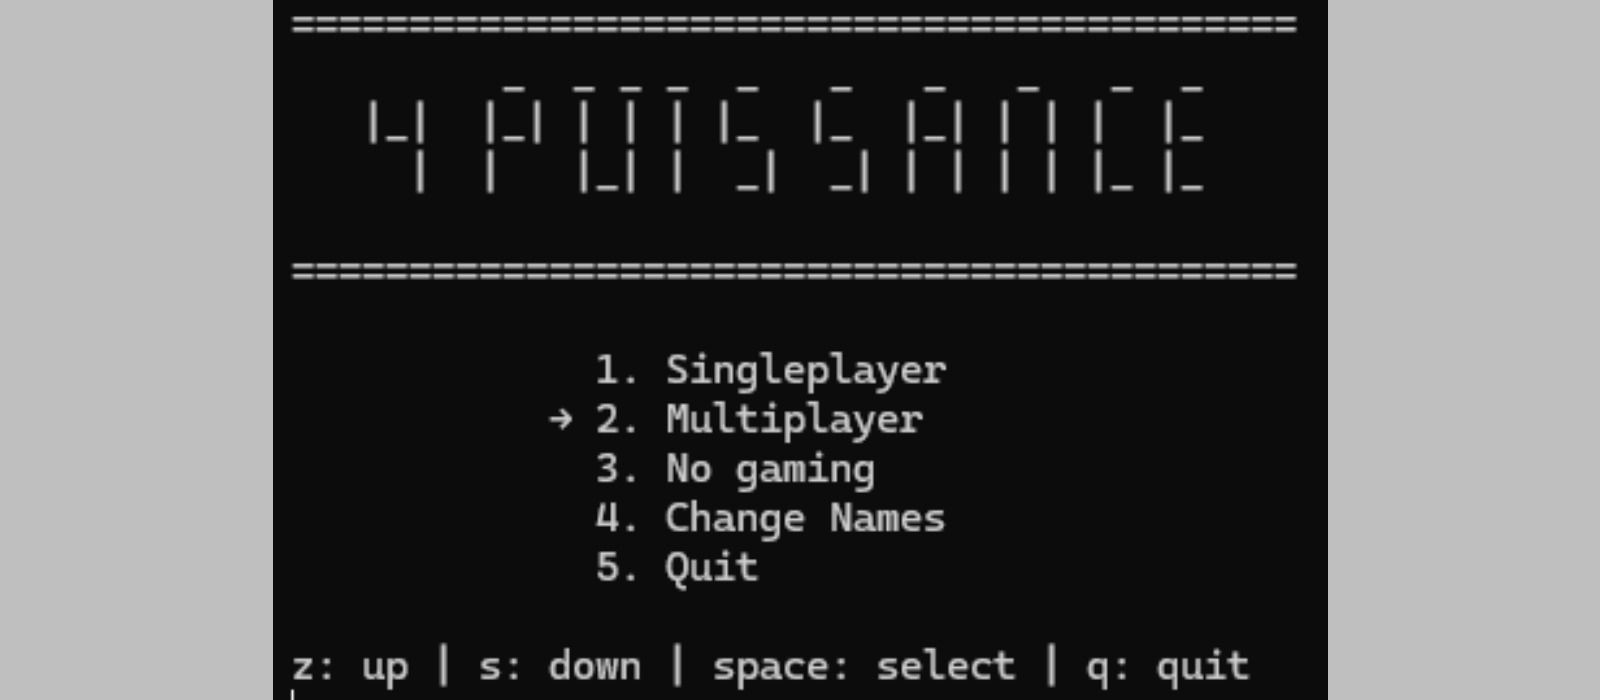 ===========================================
4 PUISSANCE
===========================================
1. Singleplayer
→ 2. Multiplayer
3. No gaming
4. Change Names
5. Quit
z: up | s: down | space: select | q: quit